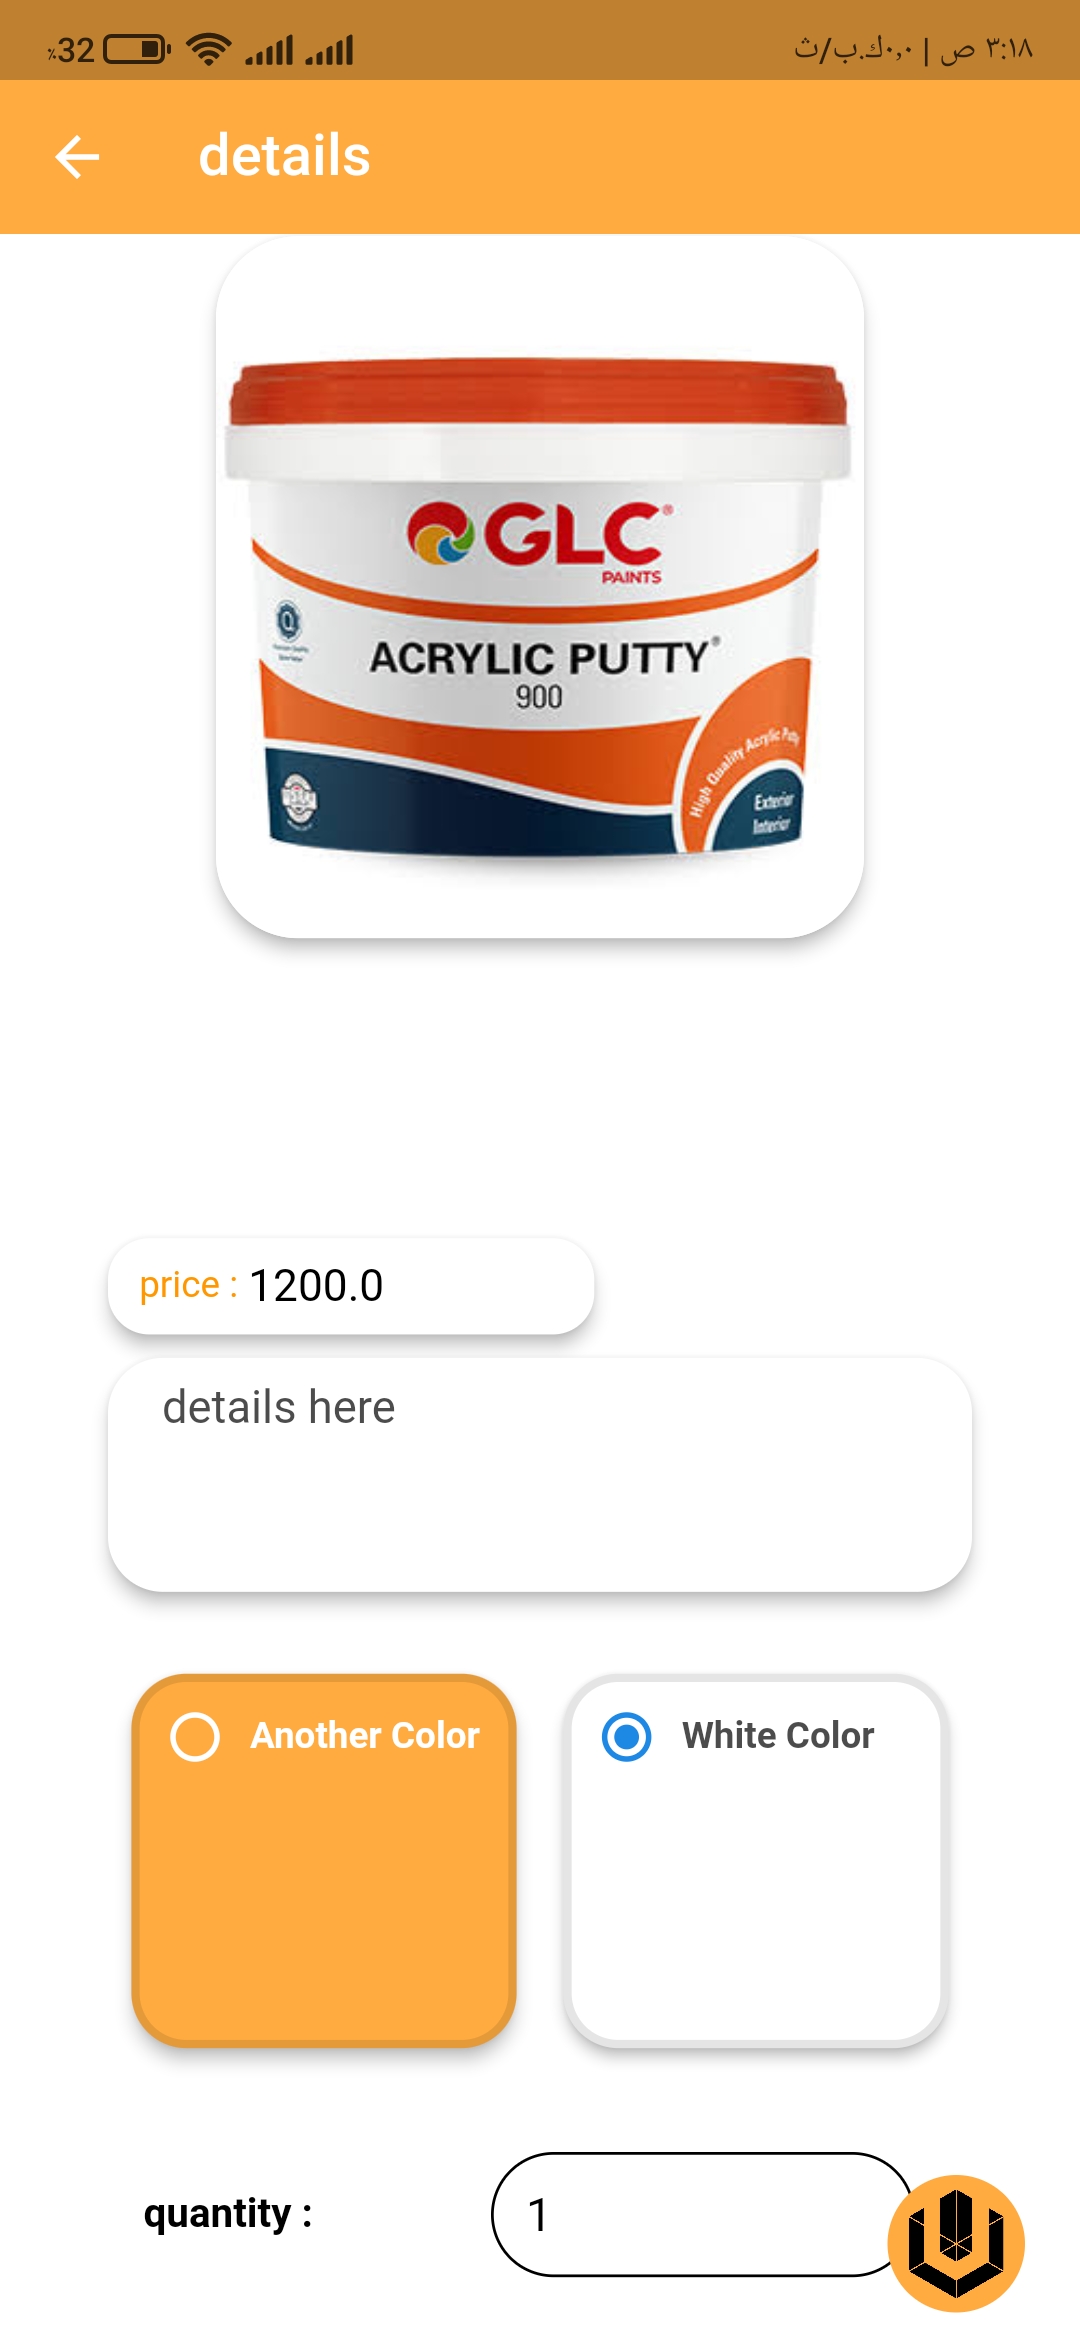 ٪32
٣:١٨ ص | ٠,٠ك.ب/ث
details
GLC®
PAINTS
ACRYLIC PUTTY®
900
High Quality Acrylic Putty
Exterior
Interior
price : 1200.0
details here
Another Color
White Color
quantity :
1